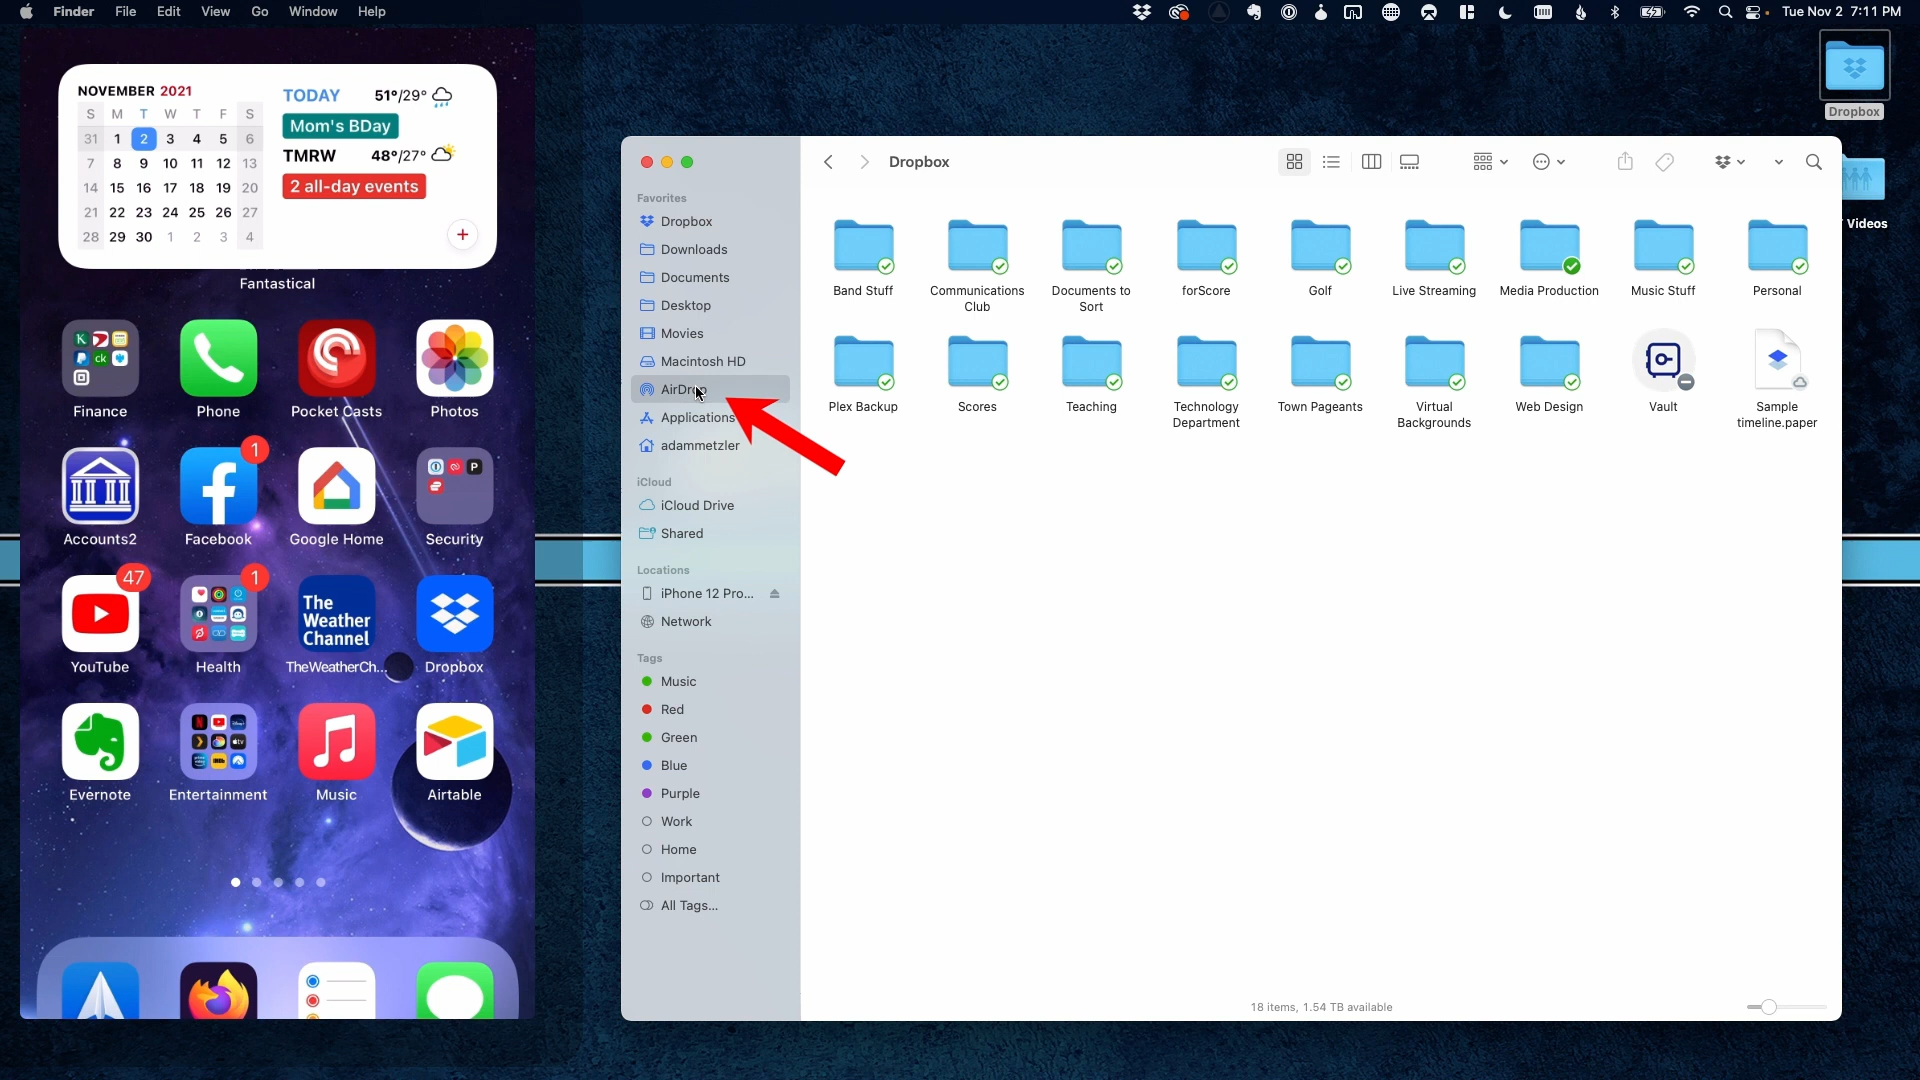 Finder File Edit View Go Window Help
Tue Nov 2 7:11 PM
NOVEMBER 2021
S M T W T F S
31 1 2 3 4 5 6
7 8 9 10 11 12 13
14 15 16 17 18 19 20
21 22 23 24 25 26 27
28 29 30 1 2 3 4
TODAY 51°/29°
Mom's BDay
TMRW 48°/27°
2 all-day events
Fantastical
Finance Phone Pocket Casts Photos
1
Accounts2 Facebook Google Home Security
47
1
The
Weather
Channel
YouTube Health TheWeatherCh... Dropbox
Evernote Entertainment Music Airtable
Dropbox
Videos
Favorites
Dropbox
Downloads
Documents
Desktop
Movies
Macintosh HD
AirDrop
Applications
adammetzler
iCloud
iCloud Drive
Shared
Locations
iPhone 12 Pro...
Network
Tags
Music
Red
Green
Blue
Purple
Work
Home
Important
All Tags...
Dropbox
Band Stuff
Communications
Club
Documents to
Sort
forScore
Golf
Live Streaming
Media Production
Music Stuff
Personal
Plex Backup
Scores
Teaching
Technology
Department
Town Pageants
Virtual
Backgrounds
Web Design
Vault
Sample
timeline.paper
18 items, 1.54 TB available